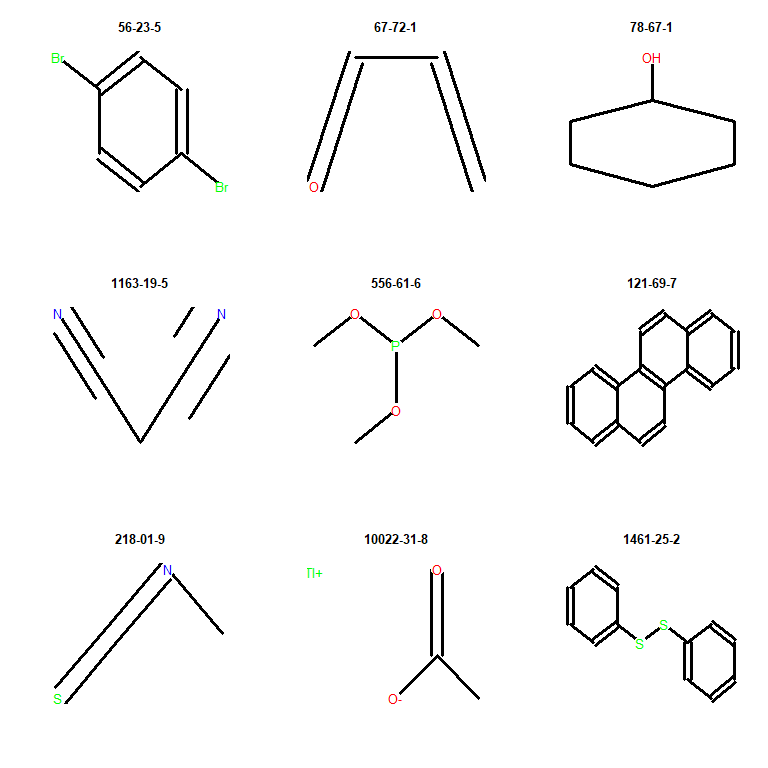 56-23-5
67-72-1
78-67-1
Br
Br
O
OH
1163-19-5
556-61-6
121-69-7
N
N
O
O
P
O
218-01-9
10022-31-8
1461-25-2
N
S
Tl+
O
O-
S
S